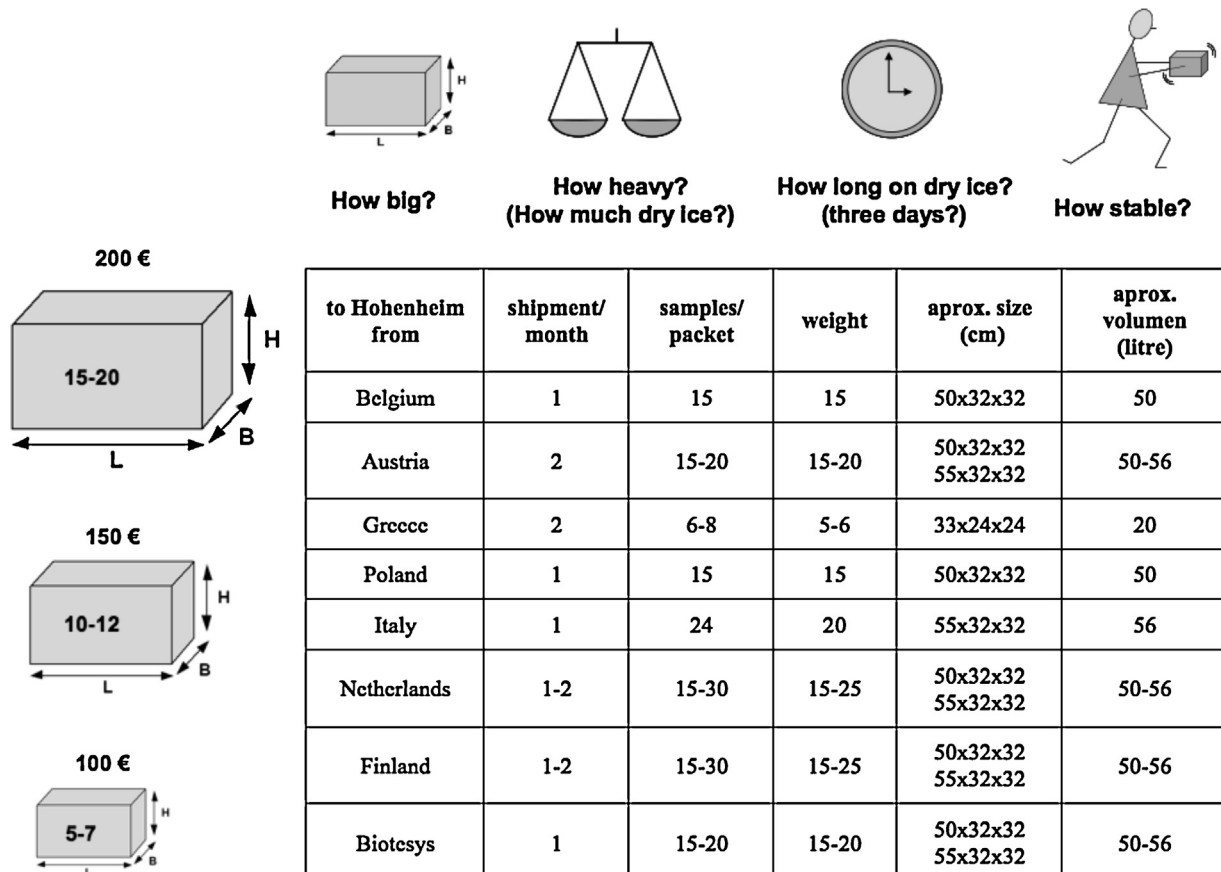 H
B
L
How big?
How heavy?
(How much dry ice?)
How long on dry ice?
(three days?)
How stable?
200 €
15-20
H
B
L
150 €
10-12
H
B
L
100 €
5-7
H
B
L
to Hohenheim from | shipment/ month | samples/ packet | weight | aprox. size (cm) | aprox. volumen (litre)
Belgium 1 15 15 50x32x32 50
Austria 2 15-20 15-20 50x32x32 55x32x32 50-56
Greece 2 6-8 5-6 33x24x24 20
Poland 1 15 15 50x32x32 50
Italy 1 24 20 55x32x32 56
Netherlands 1-2 15-30 15-25 50x32x32 55x32x32 50-56
Finland 1-2 15-30 15-25 50x32x32 55x32x32 50-56
Biotesys 1 15-20 15-20 50x32x32 55x32x32 50-56